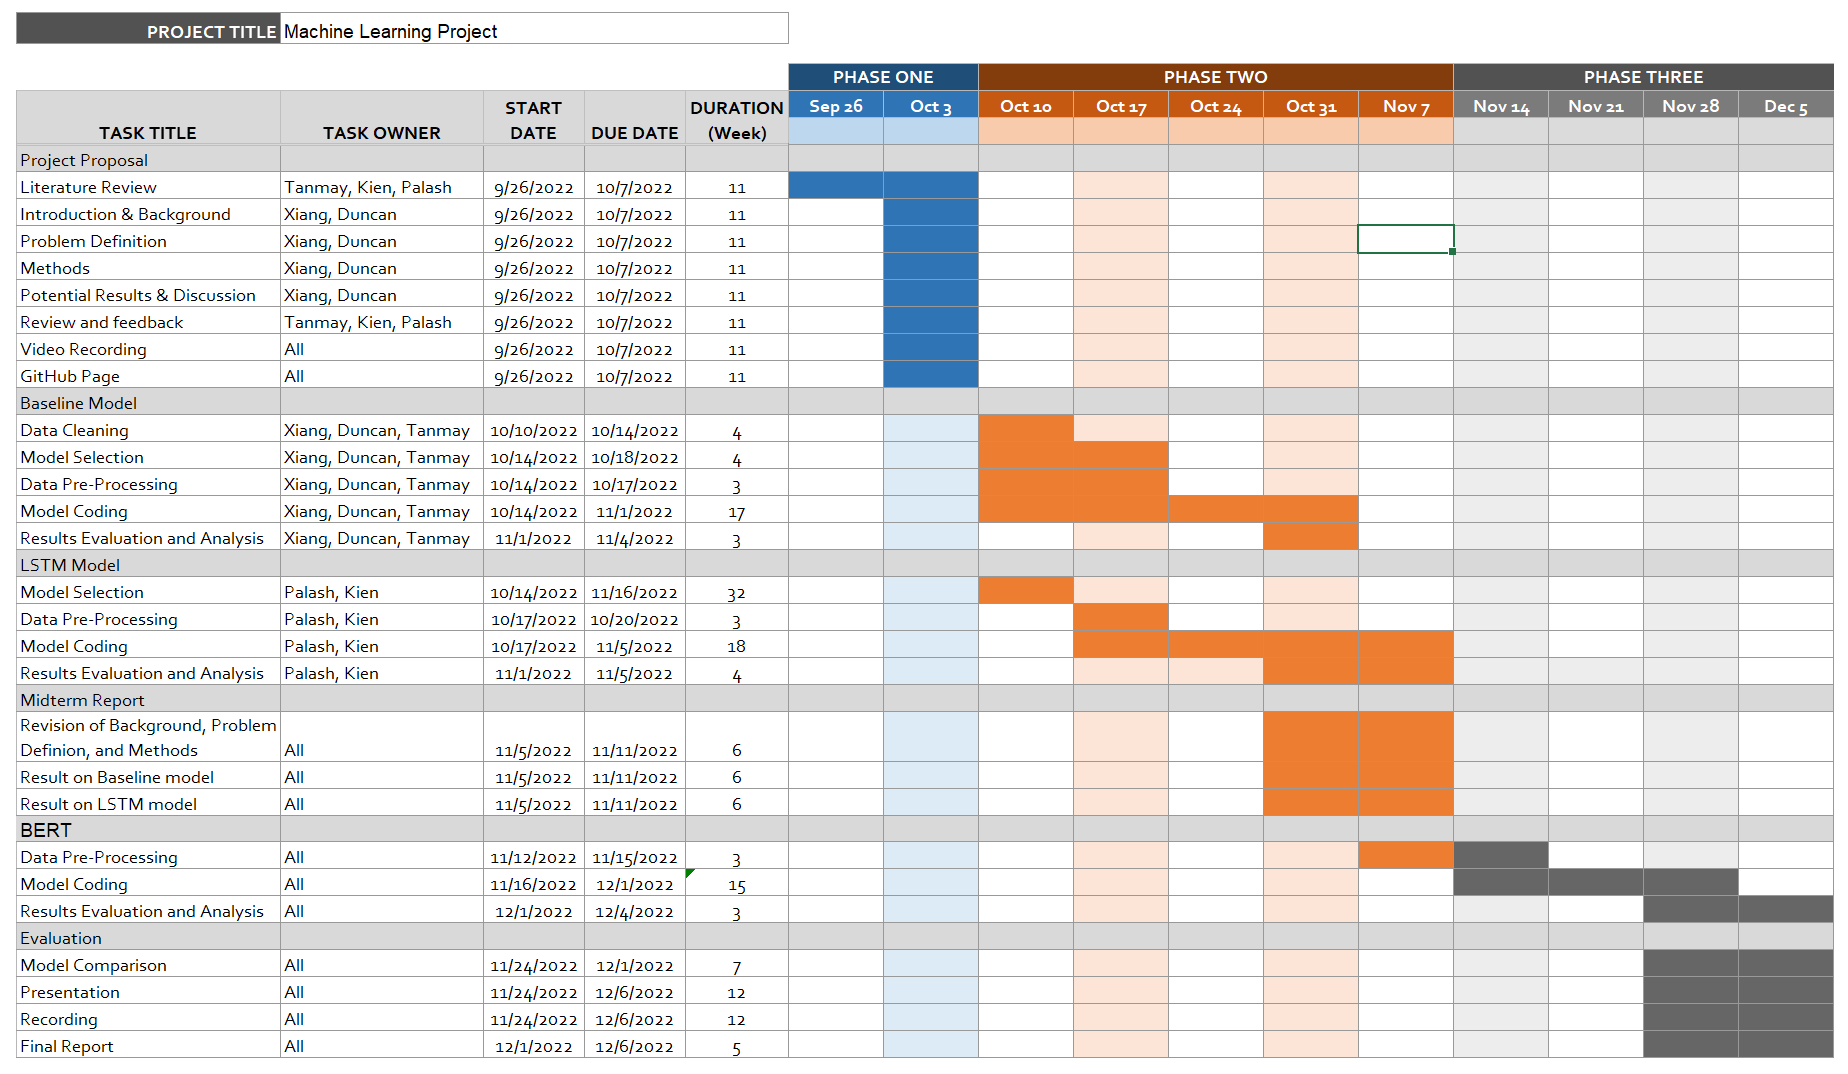 PROJECT TITLE Machine Learning Project
PHASE ONE PHASE TWO PHASE THREE
TASK TITLE TASK OWNER START DATE DUE DATE DURATION (Week) Sep 26 Oct 3 Oct 10 Oct 17 Oct 24 Oct 31 Nov 7 Nov 14 Nov 21 Nov 28 Dec 5
Project Proposal
Literature Review Tanmay, Kien, Palash 9/26/2022 10/7/2022 11
Introduction & Background Xiang, Duncan 9/26/2022 10/7/2022 11
Problem Definition Xiang, Duncan 9/26/2022 10/7/2022 11
Methods Xiang, Duncan 9/26/2022 10/7/2022 11
Potential Results & Discussion Xiang, Duncan 9/26/2022 10/7/2022 11
Review and feedback Tanmay, Kien, Palash 9/26/2022 10/7/2022 11
Video Recording All 9/26/2022 10/7/2022 11
GitHub Page All 9/26/2022 10/7/2022 11
Baseline Model
Data Cleaning Xiang, Duncan, Tanmay 10/10/2022 10/14/2022 4
Model Selection Xiang, Duncan, Tanmay 10/14/2022 10/18/2022 4
Data Pre-Processing Xiang, Duncan, Tanmay 10/14/2022 10/17/2022 3
Model Coding Xiang, Duncan, Tanmay 10/14/2022 11/1/2022 17
Results Evaluation and Analysis Xiang, Duncan, Tanmay 11/1/2022 11/4/2022 3
LSTM Model
Model Selection Palash, Kien 10/14/2022 11/16/2022 32
Data Pre-Processing Palash, Kien 10/17/2022 10/20/2022 3
Model Coding Palash, Kien 10/17/2022 11/5/2022 18
Results Evaluation and Analysis Palash, Kien 11/1/2022 11/5/2022 4
Midterm Report
Revision of Background, Problem
Definion, and Methods All 11/5/2022 11/11/2022 6
Result on Baseline model All 11/5/2022 11/11/2022 6
Result on LSTM model All 11/5/2022 11/11/2022 6
BERT
Data Pre-Processing All 11/12/2022 11/15/2022 3
Model Coding All 11/16/2022 12/1/2022 15
Results Evaluation and Analysis All 12/1/2022 12/4/2022 3
Evaluation
Model Comparison All 11/24/2022 12/1/2022 7
Presentation All 11/24/2022 12/6/2022 12
Recording All 11/24/2022 12/6/2022 12
Final Report All 12/1/2022 12/6/2022 5